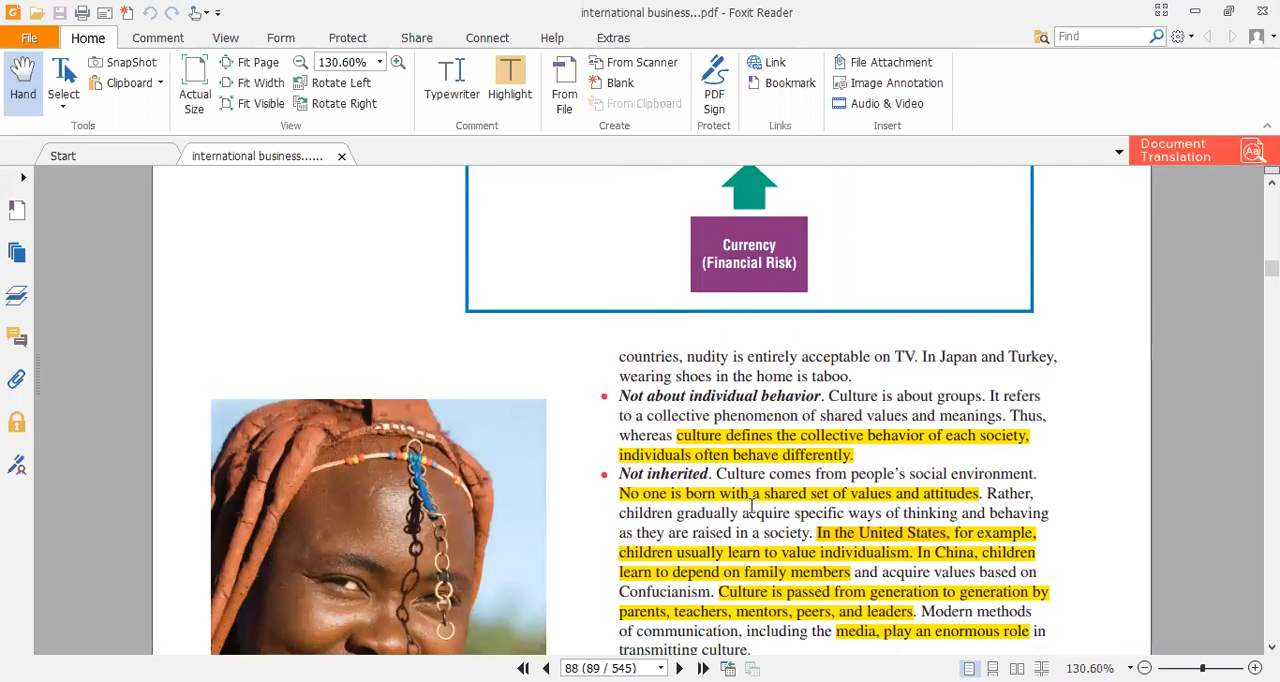 international business...pdf - Foxit Reader
File Home Comment View Form Protect Share Connect Help Extras Find
Hand
Select
SnapShot
Clipboard
Tools
Actual
Size
Fit Page
Fit Width
Fit Visible
130.60%
Rotate Left
Rotate Right
View
Typewriter
Highlight
Comment
From
File
From Scanner
Blank
From Clipboard
Create
PDF
Sign
Protect
Link
Bookmark
Links
File Attachment
Image Annotation
Audio & Video
Insert
Start
international business......
Document
Translation
Currency
(Financial Risk)
countries, nudity is entirely acceptable on TV. In Japan and Turkey,
wearing shoes in the home is taboo.
• Not about individual behavior. Culture is about groups. It refers
to a collective phenomenon of shared values and meanings. Thus,
whereas culture defines the collective behavior of each society,
individuals often behave differently.
• Not inherited. Culture comes from people's social environment.
No one is born with a shared set of values and attitudes. Rather,
children gradually acquire specific ways of thinking and behaving
as they are raised in a society. In the United States, for example,
children usually learn to value individualism. In China, children
learn to depend on family members and acquire values based on
Confucianism. Culture is passed from generation to generation by
parents, teachers, mentors, peers, and leaders. Modern methods
of communication, including the media, play an enormous role in
transmitting culture.
88 (89 / 545)
130.60%